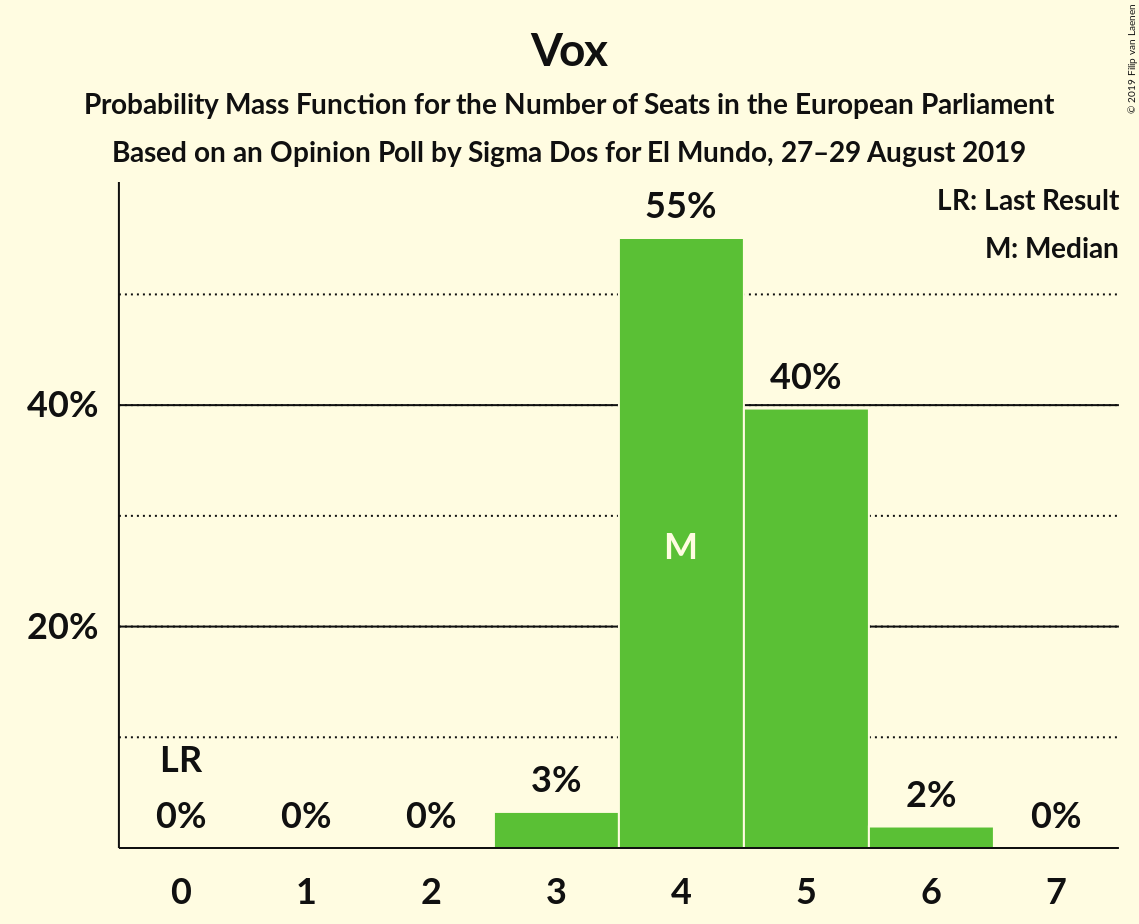 Vox
Probability Mass Function for the Number of Seats in the European Parliament
Based on an Opinion Poll by Sigma Dos for El Mundo, 27–29 August 2019
© 2019 Filip van Laenen
LR: Last Result
M: Median
55%
40%
40%
M
20%
LR
0%
0%
0%
3%
2%
0%
0
1
2
3
4
5
6
7